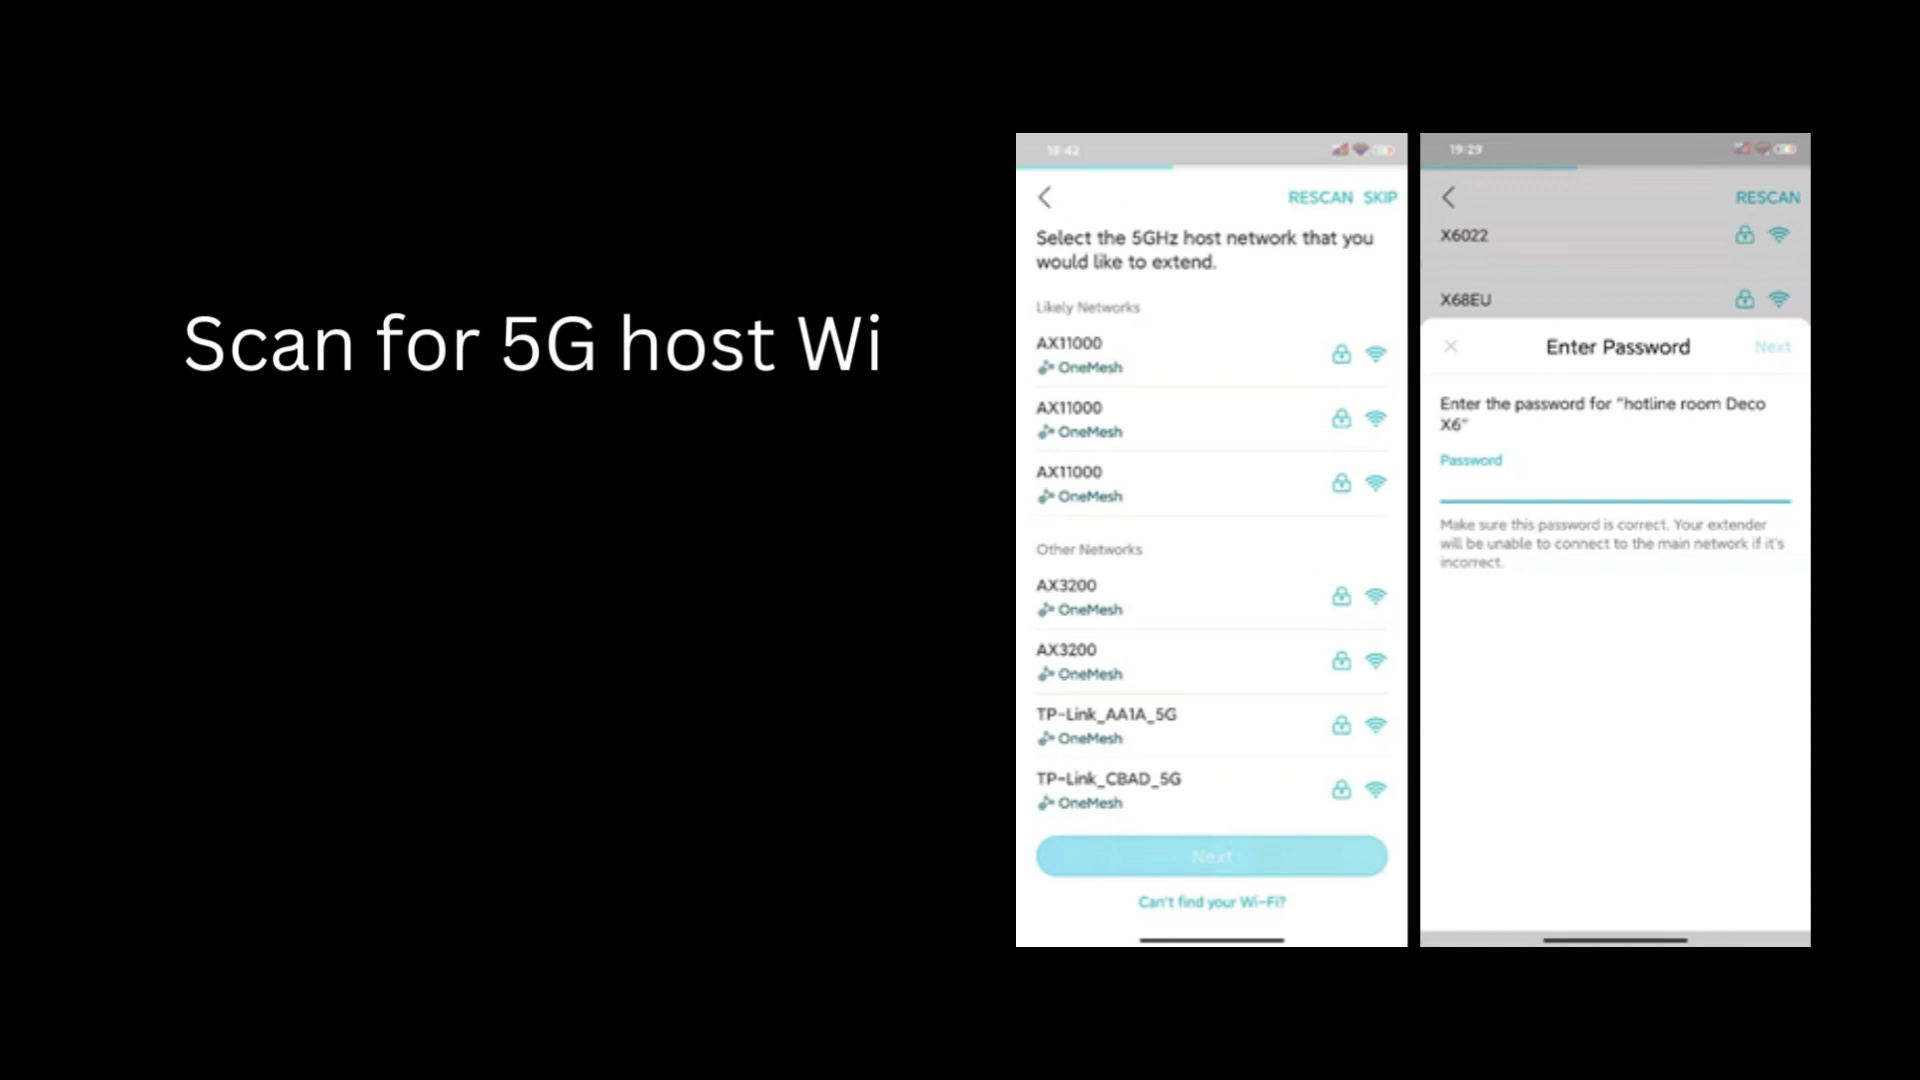 Scan for 5G host Wi
18:42
RESCAN SKIP
Select the 5GHz host network that you
would like to extend.
Likely Networks
AX11000
OneMesh
AX11000
OneMesh
AX11000
OneMesh
Other Networks
AX3200
OneMesh
AX3200
OneMesh
TP-Link_AA1A_5G
OneMesh
TP-Link_CBAD_5G
OneMesh
Next
Can't find your Wi-Fi?
19:29
RESCAN
X6022
X68EU
Enter Password
Next
Enter the password for "hotline room Deco
X6"
Password
Make sure this password is correct. Your extender
will be unable to connect to the main network if it's
incorrect.